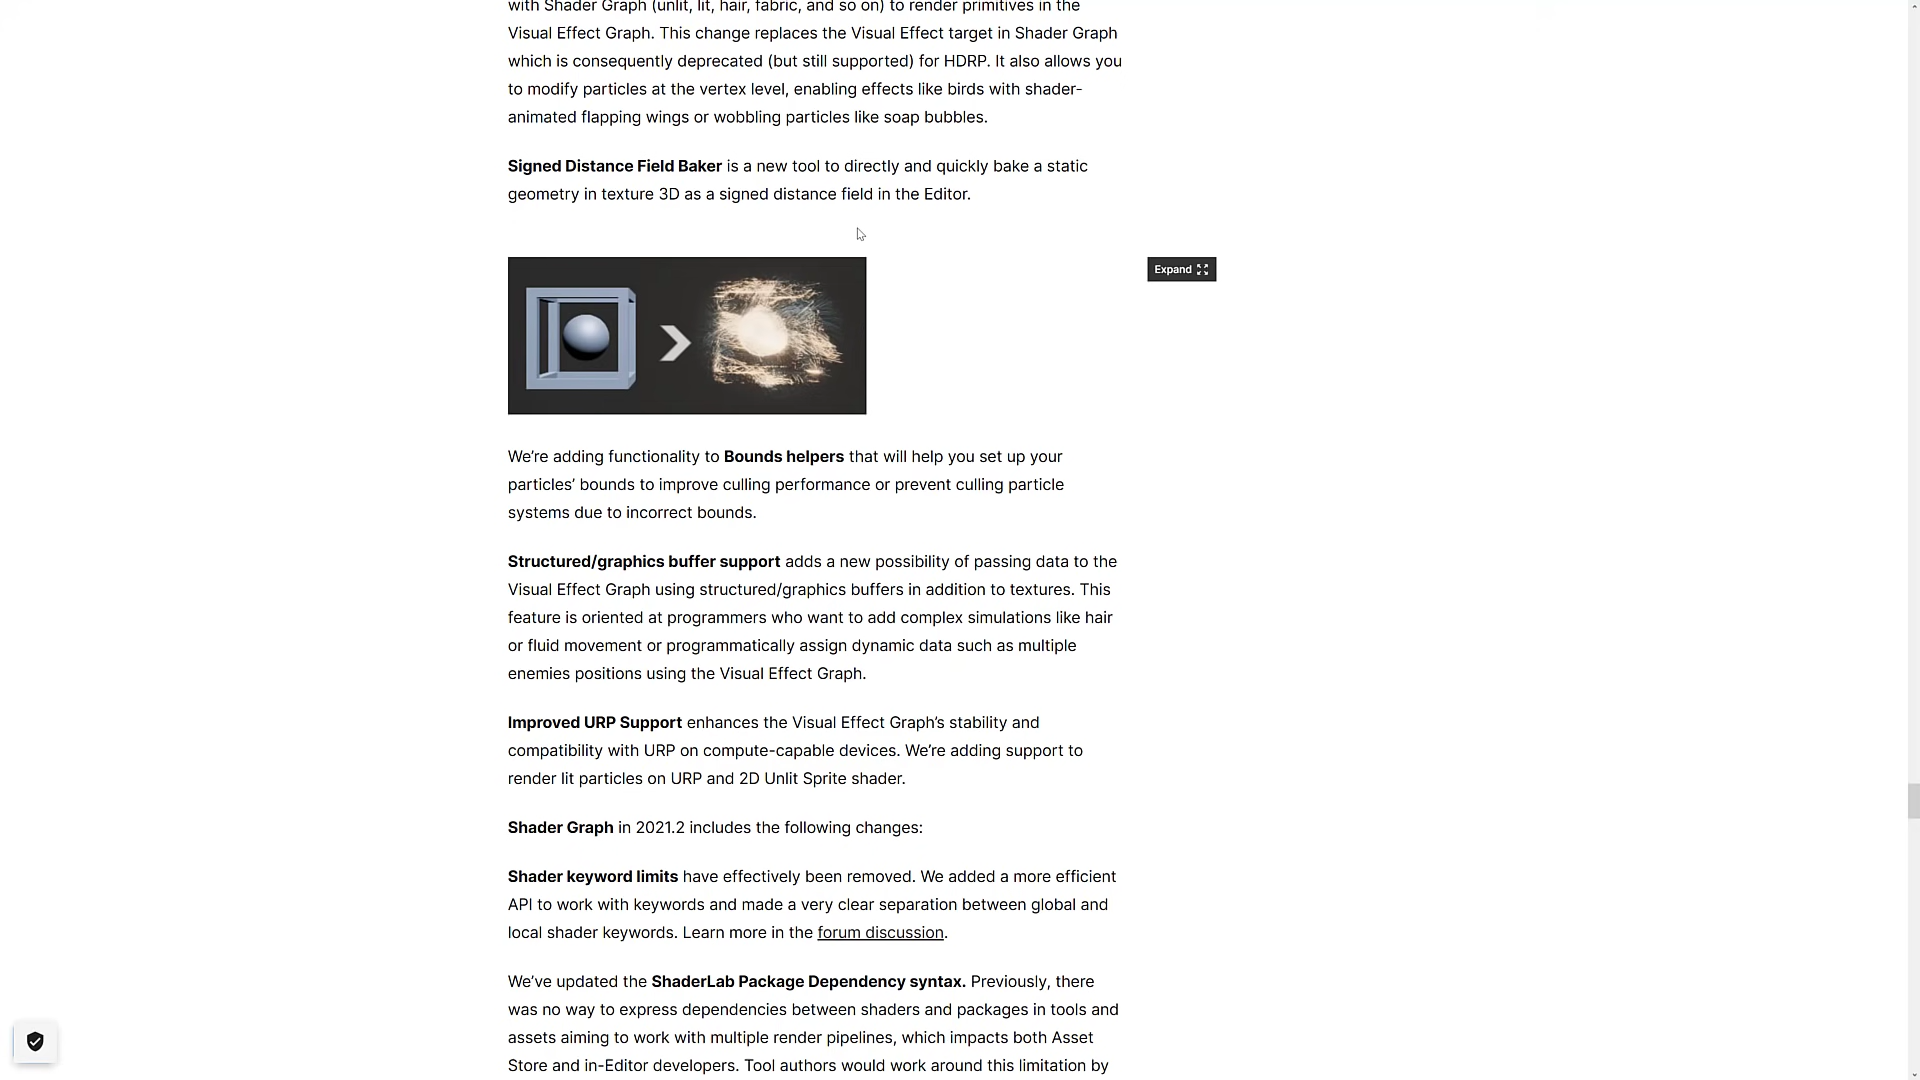 with Shader Graph (unlit, lit, hair, fabric, and so on) to render primitives in the
Visual Effect Graph. This change replaces the Visual Effect target in Shader Graph
which is consequently deprecated (but still supported) for HDRP. It also allows you
to modify particles at the vertex level, enabling effects like birds with shader-
animated flapping wings or wobbling particles like soap bubbles.
Signed Distance Field Baker is a new tool to directly and quickly bake a static
geometry in texture 3D as a signed distance field in the Editor.
Expand
We’re adding functionality to Bounds helpers that will help you set up your
particles’ bounds to improve culling performance or prevent culling particle
systems due to incorrect bounds.
Structured/graphics buffer support adds a new possibility of passing data to the
Visual Effect Graph using structured/graphics buffers in addition to textures. This
feature is oriented at programmers who want to add complex simulations like hair
or fluid movement or programmatically assign dynamic data such as multiple
enemies positions using the Visual Effect Graph.
Improved URP Support enhances the Visual Effect Graph’s stability and
compatibility with URP on compute-capable devices. We’re adding support to
render lit particles on URP and 2D Unlit Sprite shader.
Shader Graph in 2021.2 includes the following changes:
Shader keyword limits have effectively been removed. We added a more efficient
API to work with keywords and made a very clear separation between global and
local shader keywords. Learn more in the forum discussion.
We’ve updated the ShaderLab Package Dependency syntax. Previously, there
was no way to express dependencies between shaders and packages in tools and
assets aiming to work with multiple render pipelines, which impacts both Asset
Store and in-Editor developers. Tool authors would work around this limitation by